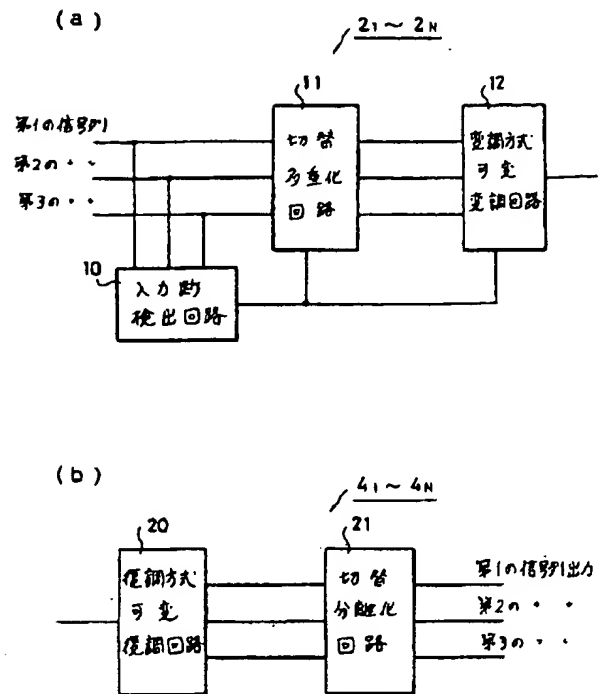 (a)
2₁～2ɴ
11
12
第1の信号列
第2の・・
第3の・・
切替
多重化
回路
変調方式
可変
変調回路
10
入力断
検出回路
(b)
4₁～4ɴ
20
21
復調方式
可変
復調回路
切替
分離化
回路
第1の信号列出力
第2の・・
第3の・・